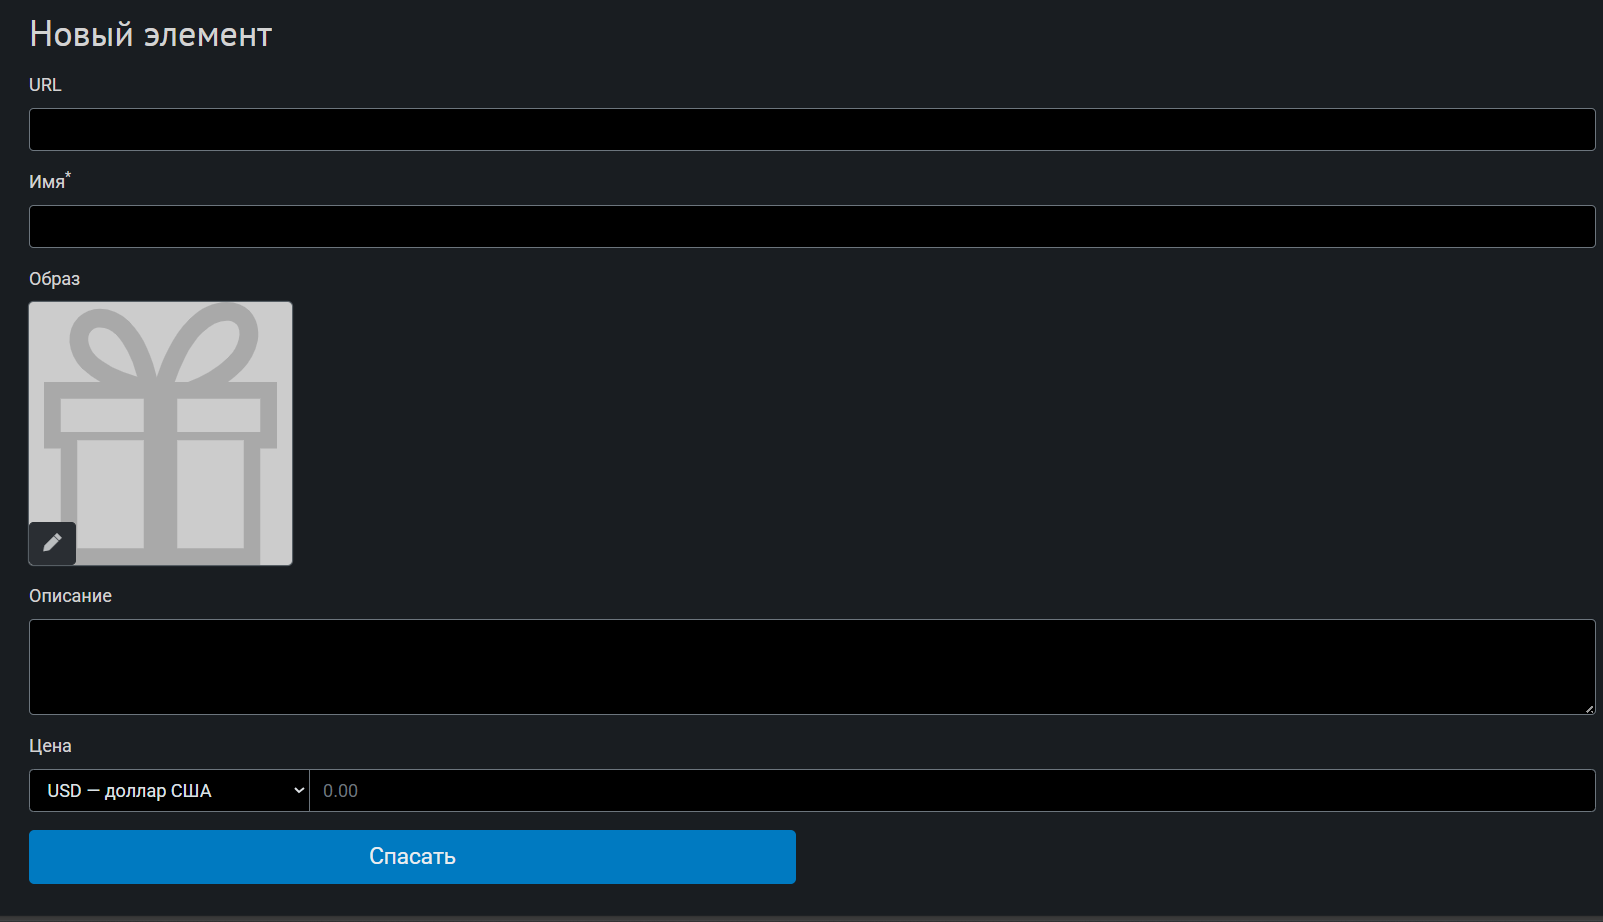 Новый элемент
URL
Имя*
Образ
Описание
Цена
USD — доллар США 0.00
Спасать